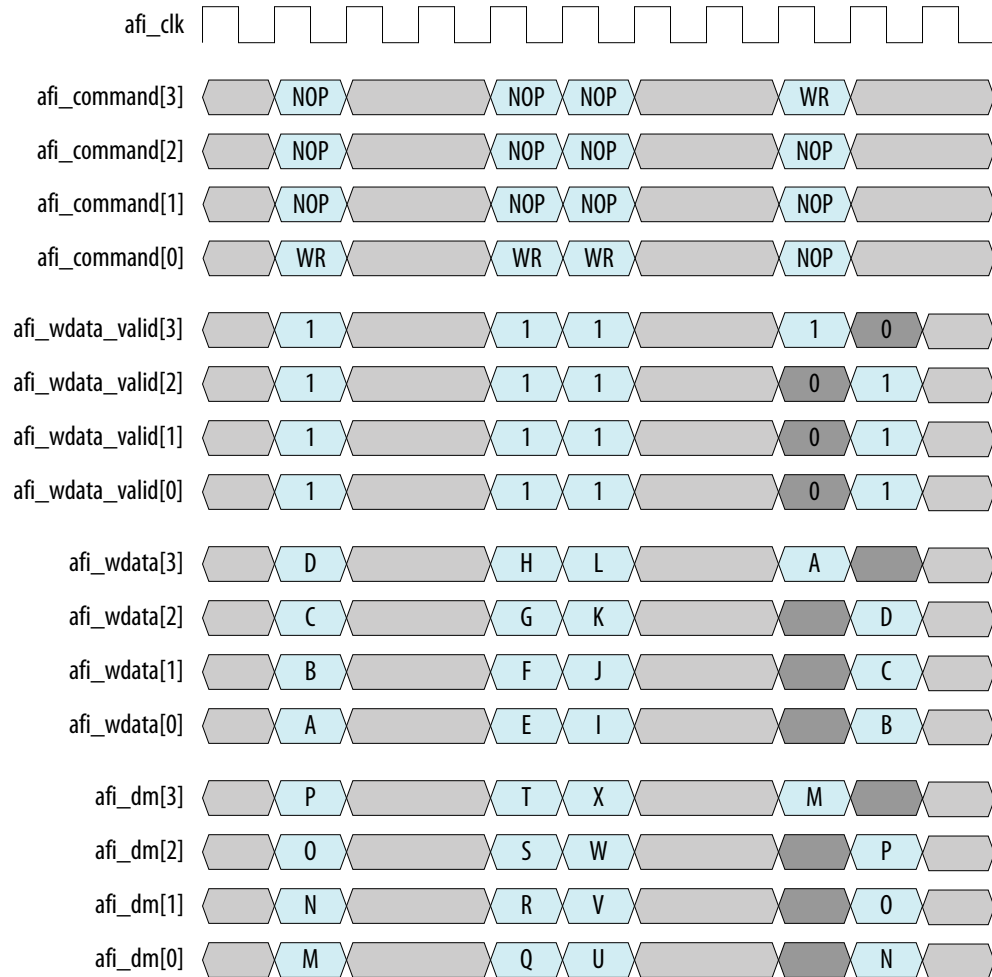 afi_clk
afi_command[3] NOP NOP NOP WR
afi_command[2] NOP NOP NOP NOP
afi_command[1] NOP NOP NOP NOP
afi_command[0] WR WR WR NOP
afi_wdata_valid[3] 1 1 1 1 0
afi_wdata_valid[2] 1 1 1 0 1
afi_wdata_valid[1] 1 1 1 0 1
afi_wdata_valid[0] 1 1 1 0 1
afi_wdata[3] D H L A
afi_wdata[2] C G K D
afi_wdata[1] B F J C
afi_wdata[0] A E I B
afi_dm[3] P T X M
afi_dm[2] O S W P
afi_dm[1] N R V O
afi_dm[0] M Q U N